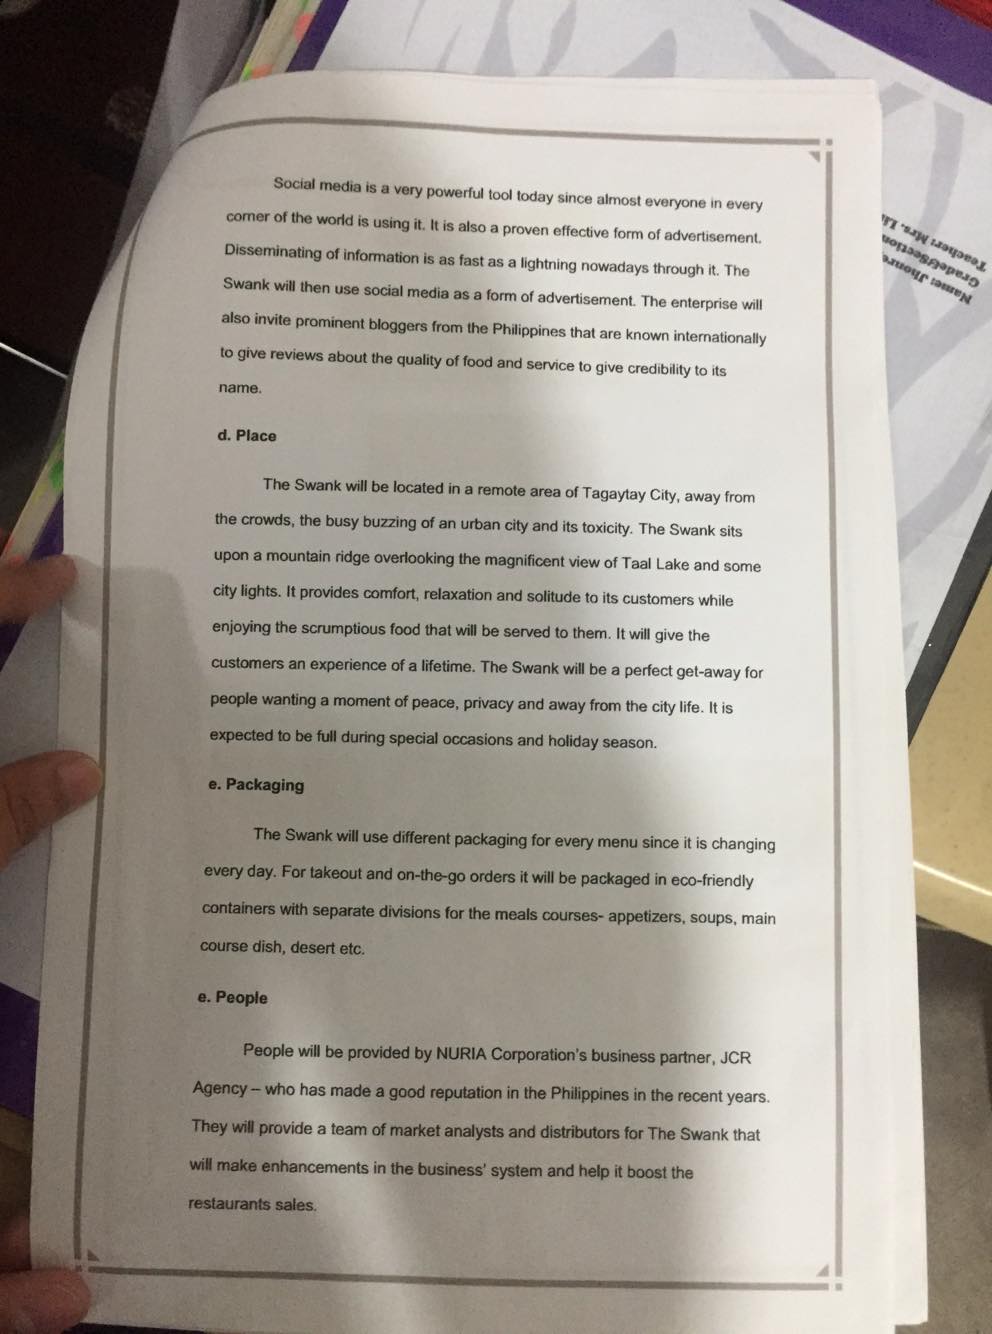 Social media is a very powerful tool today since almost everyone in every
corner of the world is using it. It is also a proven effective form of advertisement.
Disseminating of information is as fast as a lightning nowadays through it. The
Swank will then use social media as a form of advertisement. The enterprise will
also invite prominent bloggers from the Philippines that are known internationally
to give reviews about the quality of food and service to give credibility to its
name.
d. Place
The Swank will be located in a remote area of Tagaytay City, away from
the crowds, the busy buzzing of an urban city and its toxicity. The Swank sits
upon a mountain ridge overlooking the magnificent view of Taal Lake and some
city lights. It provides comfort, relaxation and solitude to its customers while
enjoying the scrumptious food that will be served to them. It will give the
customers an experience of a lifetime. The Swank will be a perfect get-away for
people wanting a moment of peace, privacy and away from the city life. It is
expected to be full during special occasions and holiday season.
e. Packaging
The Swank will use different packaging for every menu since it is changing
every day. For takeout and on-the-go orders it will be packaged in eco-friendly
containers with separate divisions for the meals courses- appetizers, soups, main
course dish, desert etc.
e. People
People will be provided by NURIA Corporation's business partner, JCR
Agency – who has made a good reputation in the Philippines in the recent years.
They will provide a team of market analysts and distributors for The Swank that
will make enhancements in the business' system and help it boost the
restaurants sales.
Name:
Grade&Section
Teacher: Mrs.